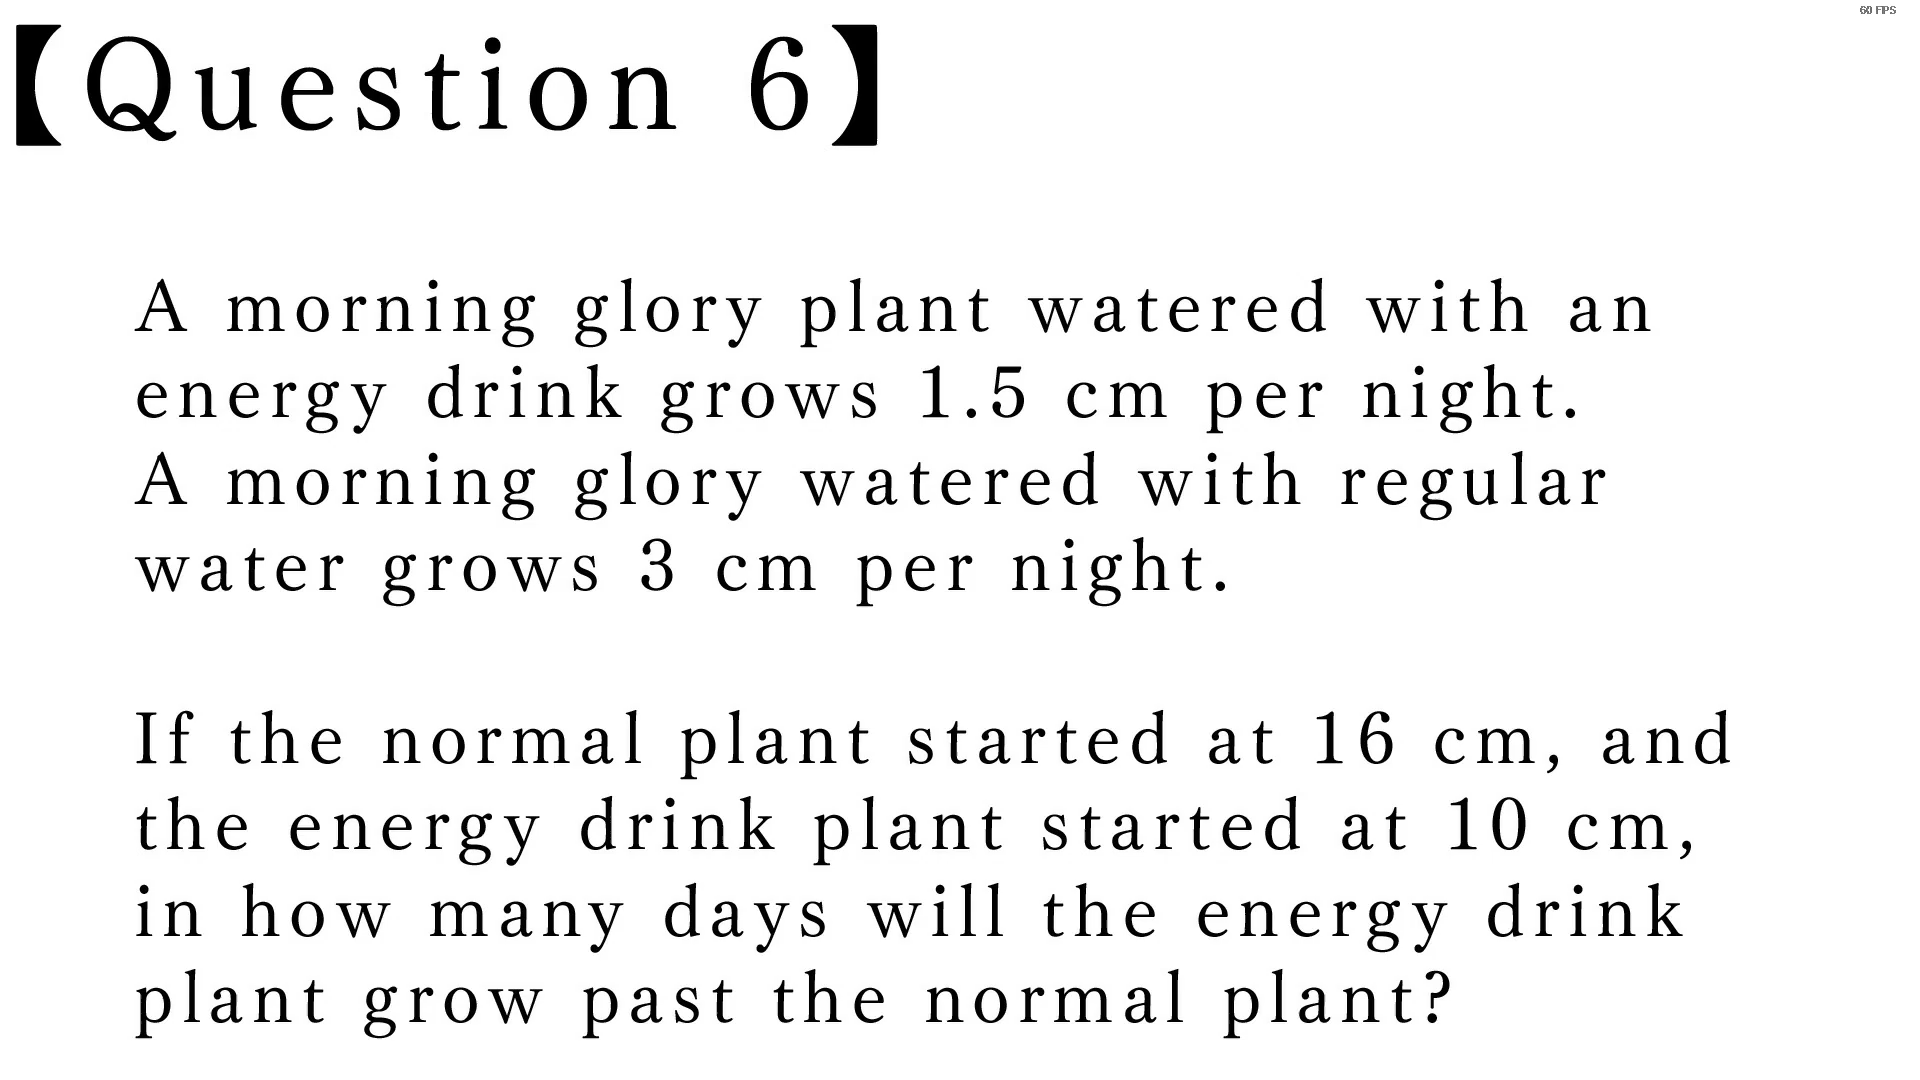 60 FPS
【Question 6】
A morning glory plant watered with an
energy drink grows 1.5 cm per night.
A morning glory watered with regular
water grows 3 cm per night.
If the normal plant started at 16 cm, and
the energy drink plant started at 10 cm,
in how many days will the energy drink
plant grow past the normal plant?